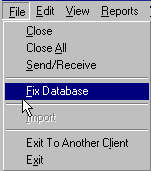 File Edit View Reports
Close
Close All
Send/Receive
Fix Database
Import
Exit To Another Client
Exit